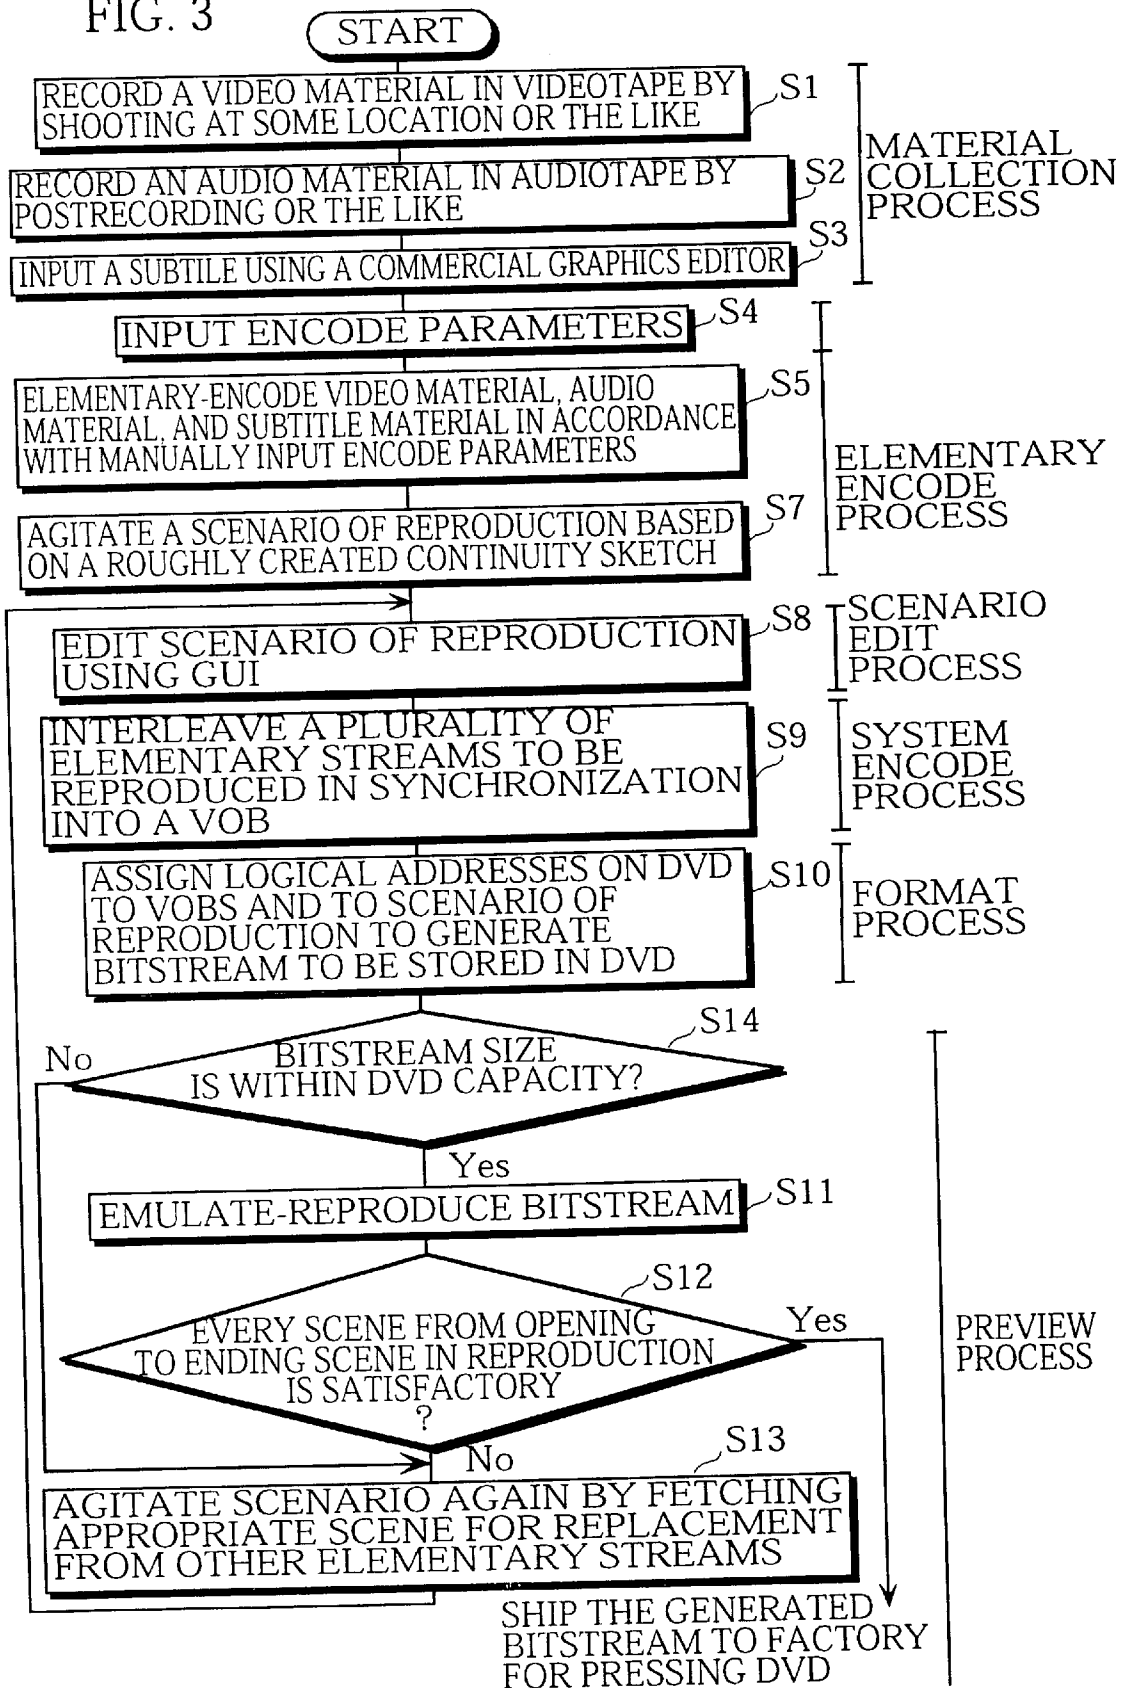 FIG. 3
START
RECORD A VIDEO MATERIAL IN VIDEOTAPE BY
SHOOTING AT SOME LOCATION OR THE LIKE
S1
RECORD AN AUDIO MATERIAL IN AUDIOTAPE BY
POSTRECORDING OR THE LIKE
S2
INPUT A SUBTILE USING A COMMERCIAL GRAPHICS EDITOR
S3
MATERIAL
COLLECTION
PROCESS
INPUT ENCODE PARAMETERS
S4
ELEMENTARY-ENCODE VIDEO MATERIAL, AUDIO
MATERIAL, AND SUBTITLE MATERIAL IN ACCORDANCE
WITH MANUALLY INPUT ENCODE PARAMETERS
S5
AGITATE A SCENARIO OF REPRODUCTION BASED
ON A ROUGHLY CREATED CONTINUITY SKETCH
S7
ELEMENTARY
ENCODE
PROCESS
EDIT SCENARIO OF REPRODUCTION
USING GUI
S8
SCENARIO
EDIT
PROCESS
INTERLEAVE A PLURALITY OF
ELEMENTARY STREAMS TO BE
REPRODUCED IN SYNCHRONIZATION
INTO A VOB
S9
SYSTEM
ENCODE
PROCESS
ASSIGN LOGICAL ADDRESSES ON DVD
TO VOBS AND TO SCENARIO OF
REPRODUCTION TO GENERATE
BITSTREAM TO BE STORED IN DVD
S10
FORMAT
PROCESS
S14
No
BITSTREAM SIZE
IS WITHIN DVD CAPACITY?
Yes
EMULATE-REPRODUCE BITSTREAM
S11
S12
EVERY SCENE FROM OPENING
TO ENDING SCENE IN REPRODUCTION
IS SATISFACTORY
?
Yes
PREVIEW
PROCESS
No
S13
AGITATE SCENARIO AGAIN BY FETCHING
APPROPRIATE SCENE FOR REPLACEMENT
FROM OTHER ELEMENTARY STREAMS
SHIP THE GENERATED
BITSTREAM TO FACTORY
FOR PRESSING DVD